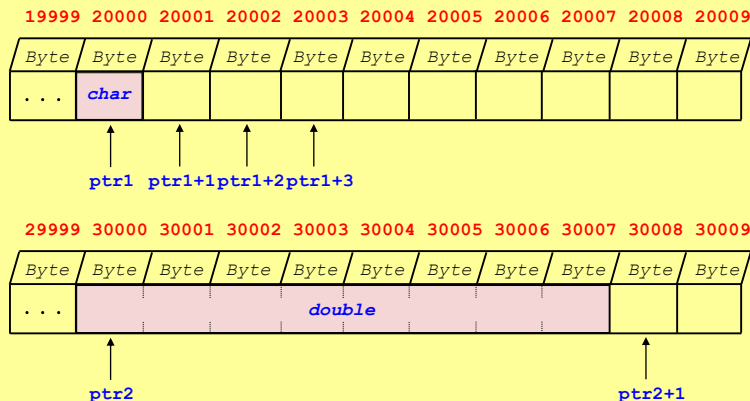 19999 20000 20001 20002 20003 20004 20005 20006 20007 20008 20009
Byte Byte Byte Byte Byte Byte Byte Byte Byte Byte Byte
... char
ptr1 ptr1+1 ptr1+2 ptr1+3
29999 30000 30001 30002 30003 30004 30005 30006 30007 30008 30009
Byte Byte Byte Byte Byte Byte Byte Byte Byte Byte Byte
... double
ptr2 ptr2+1